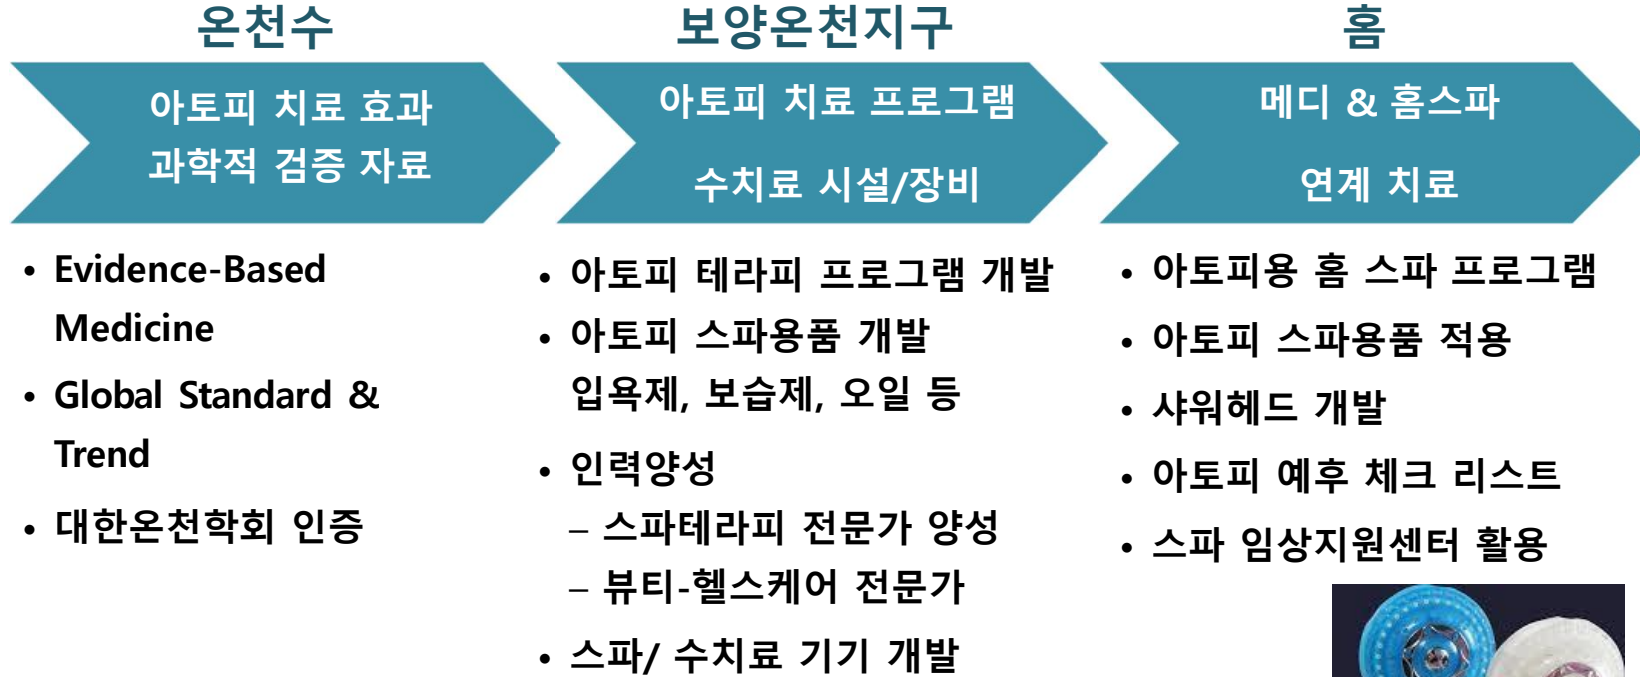 온천수
아토피 치료 효과
과학적 검증 자료
• Evidence-Based
Medicine
• Global Standard &
Trend
• 대한온천학회 인증
보양온천지구
아토피 치료 프로그램
수치료 시설/장비
• 아토피 테라피 프로그램 개발
• 아토피 스파용품 개발
입욕제, 보습제, 오일 등
• 인력양성
– 스파테라피 전문가 양성
– 뷰티-헬스케어 전문가
• 스파/ 수치료 기기 개발
홈
메디 & 홈스파
연계 치료
• 아토피용 홈 스파 프로그램
• 아토피 스파용품 적용
• 샤워헤드 개발
• 아토피 예후 체크 리스트
• 스파 임상지원센터 활용